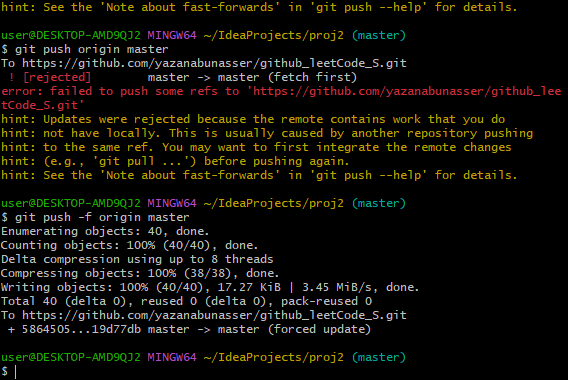 hint: See the 'Note about fast-forwards' in 'git push --help' for details.
user@DESKTOP-AMD9QJ2 MINGW64 ~/IdeaProjects/proj2 (master)
$ git push origin master
To https://github.com/yazanabunasser/github_leetCode_S.git
 ! [rejected]        master -> master (fetch first)
error: failed to push some refs to 'https://github.com/yazanabunasser/github_lee
tCode_S.git'
hint: Updates were rejected because the remote contains work that you do
hint: not have locally. This is usually caused by another repository pushing
hint: to the same ref. You may want to first integrate the remote changes
hint: (e.g., 'git pull ...') before pushing again.
hint: See the 'Note about fast-forwards' in 'git push --help' for details.
user@DESKTOP-AMD9QJ2 MINGW64 ~/IdeaProjects/proj2 (master)
$ git push -f origin master
Enumerating objects: 40, done.
Counting objects: 100% (40/40), done.
Delta compression using up to 8 threads
Compressing objects: 100% (38/38), done.
Writing objects: 100% (40/40), 17.27 KiB | 3.45 MiB/s, done.
Total 40 (delta 0), reused 0 (delta 0), pack-reused 0
To https://github.com/yazanabunasser/github_leetCode_S.git
 + 5864505...19d77db master -> master (forced update)
user@DESKTOP-AMD9QJ2 MINGW64 ~/IdeaProjects/proj2 (master)
$